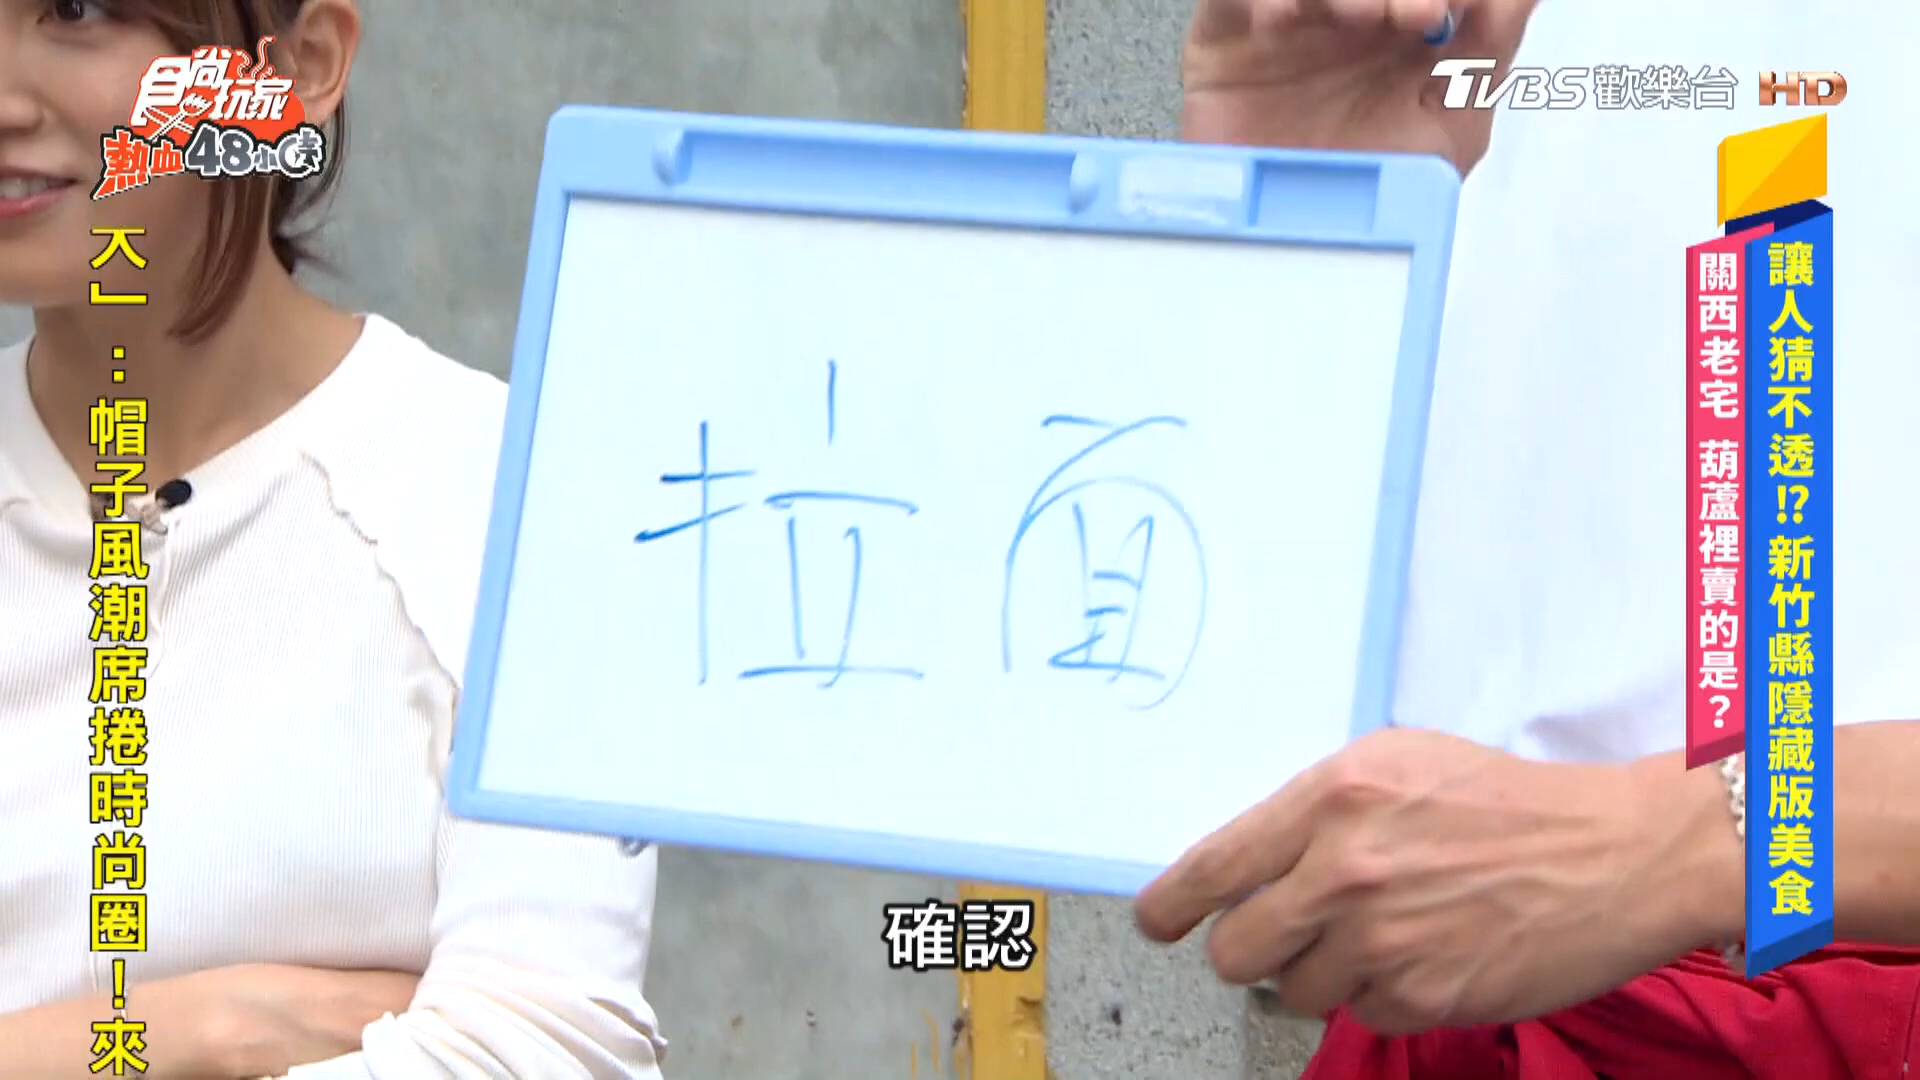 食尚玩家
熱血48小時
TVBS歡樂台 HD
讓人猜不透!?新竹縣隱藏版美食
關西老宅 葫蘆裡賣的是?
天」:帽子風潮席捲時尚圈!來
拉面
確認